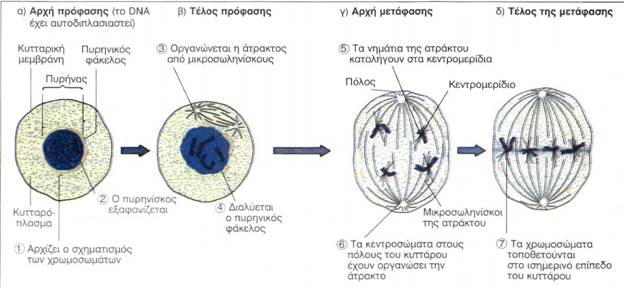 α) Αρχή πρόφασης (το DNA
έχει αυτοδιπλασιαστεί)
Κυτταρική
μεμβράνη
Πυρηνικός
φάκελος
Πυρήνας
Κυτταρό-
πλασμα
② Ο πυρηνίσκος
εξαφανίζεται
① Αρχίζει ο σχηματισμός
των χρωμοσωμάτων
β) Τέλος πρόφασης
③ Οργανώνεται η άτρακτος
από μικροσωληνίσκους
④ Διαλύεται
ο πυρηνικός
φάκελος
γ) Αρχή μετάφασης
⑤ Τα νημάτια της ατράκτου
καταλήγουν στα κεντρομερίδια
Πόλος
Κεντρομερίδιο
Μικροσωληνίσκοι
της ατράκτου
⑥ Τα κεντροσώματα στους
πόλους του κυττάρου
έχουν οργανώσει την
άτρακτο
δ) Τέλος της μετάφασης
⑦ Τα χρωμοσώματα
τοποθετούνται
στο ισημερινό επίπεδο
του κυττάρου